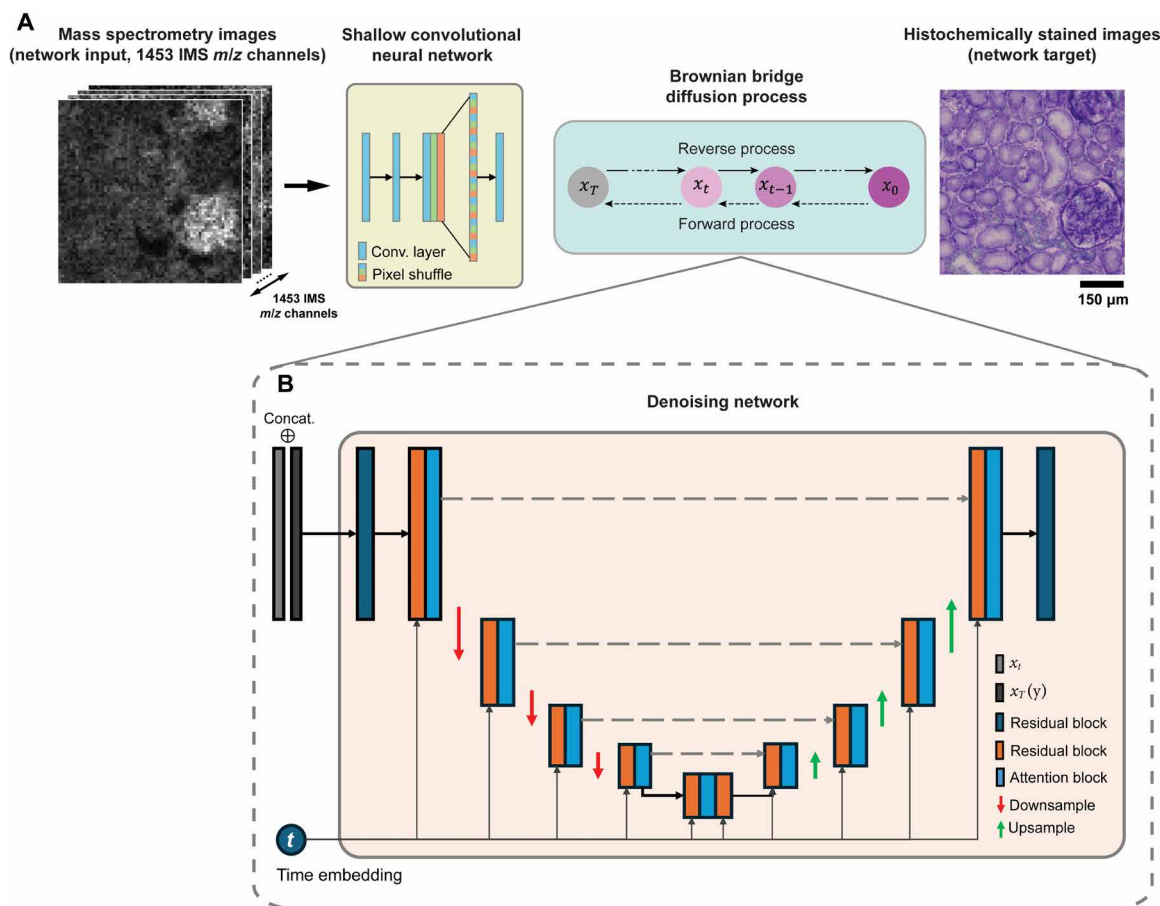 A
Mass spectrometry images
(network input, 1453 IMS m/z channels)
Shallow convolutional
neural network
Brownian bridge
diffusion process
Histochemically stained images
(network target)
Reverse process
x_T
x_t
x_{t−1}
x_0
Forward process
Conv. layer
Pixel shuffle
1453 IMS
m/z channels
150 µm
B
Denoising network
Concat.
⊕
x_t
x_T (y)
Residual block
Residual block
Attention block
Downsample
Upsample
t
Time embedding